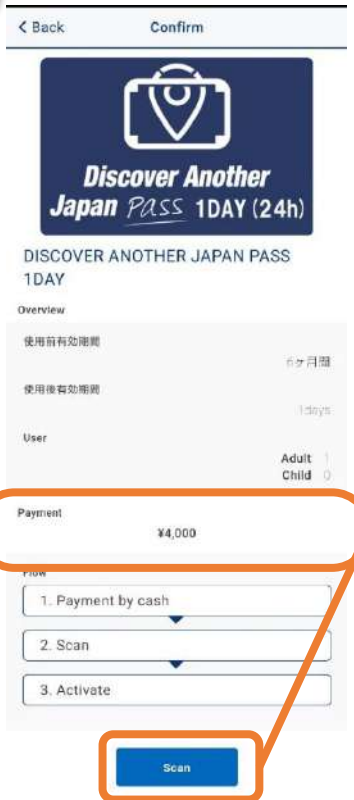 Back
Confirm
Discover Another
Japan PASS 1DAY (24h)
DISCOVER ANOTHER JAPAN PASS
1DAY
Overview
使用前有効期間
6ヶ月間
使用後有効期間
1days
User
Adult 1
Child 0
Payment
¥4,000
Flow
1. Payment by cash
2. Scan
3. Activate
Scan